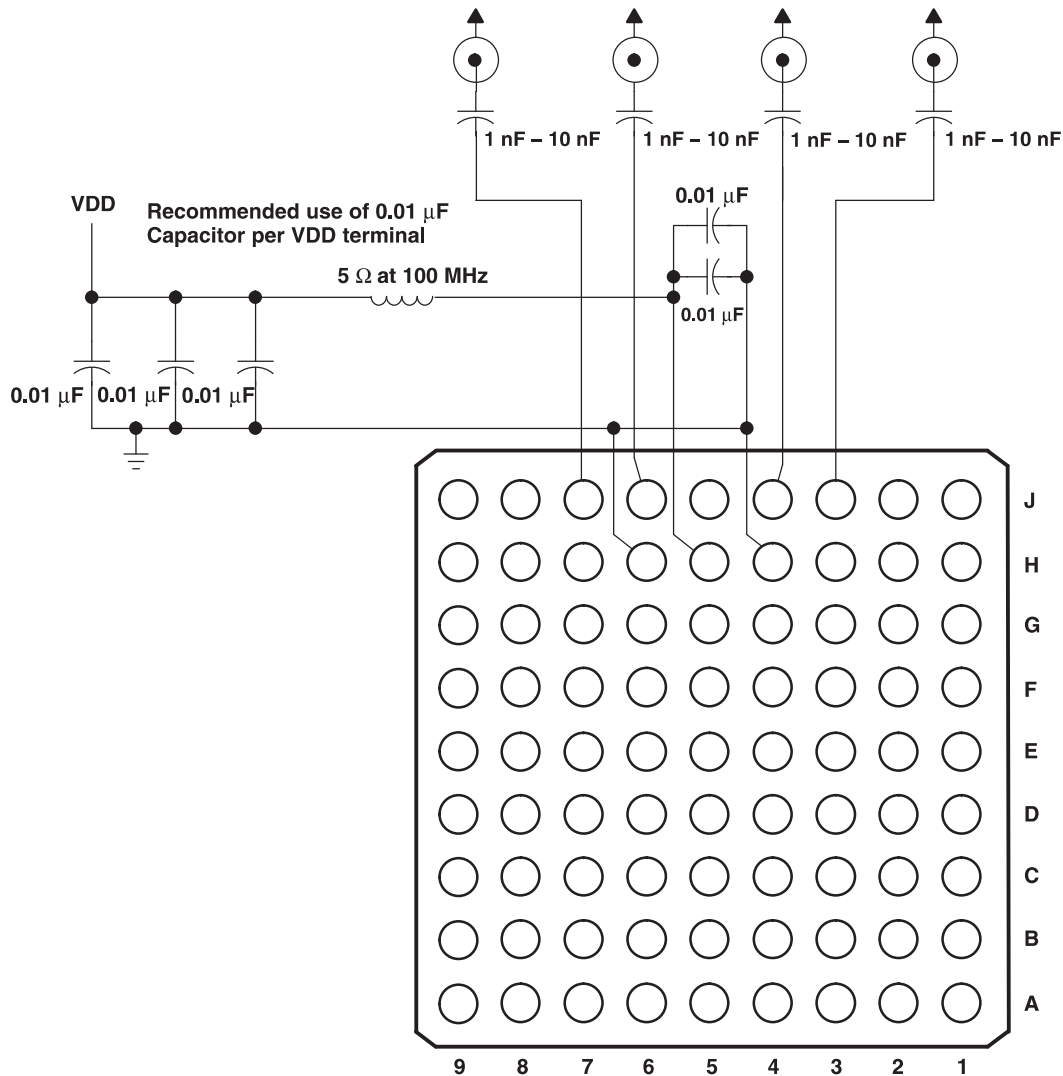 1 nF – 10 nF
1 nF – 10 nF
1 nF – 10 nF
1 nF – 10 nF
VDD
Recommended use of 0.01 μF
Capacitor per VDD terminal
0.01 μF
5 Ω at 100 MHz
0.01 μF
0.01 μF
0.01 μF
0.01 μF
J
H
G
F
E
D
C
B
A
9 8 7 6 5 4 3 2 1